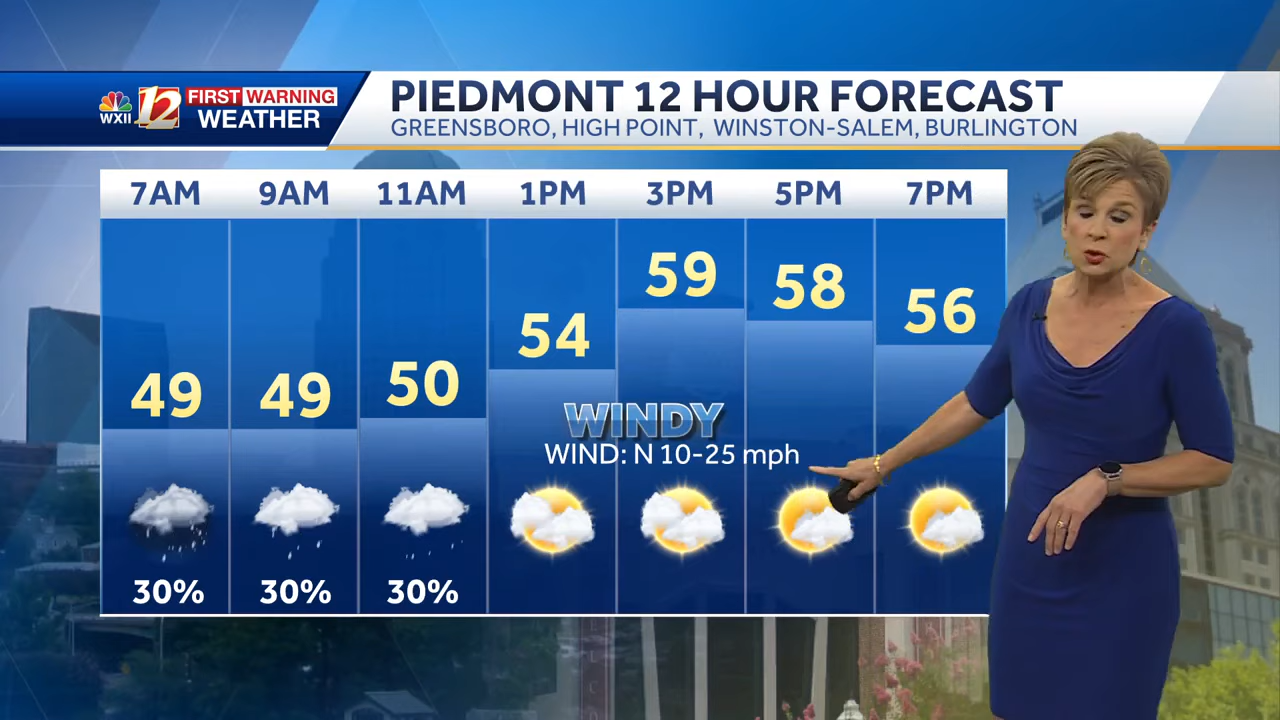 WXII 12 FIRST WARNING
WEATHER
PIEDMONT 12 HOUR FORECAST
GREENSBORO, HIGH POINT, WINSTON-SALEM, BURLINGTON
7AM 9AM 11AM 1PM 3PM 5PM 7PM
49 49 50 54 59 58 56
WINDY
WIND: N 10-25 mph
30% 30% 30%